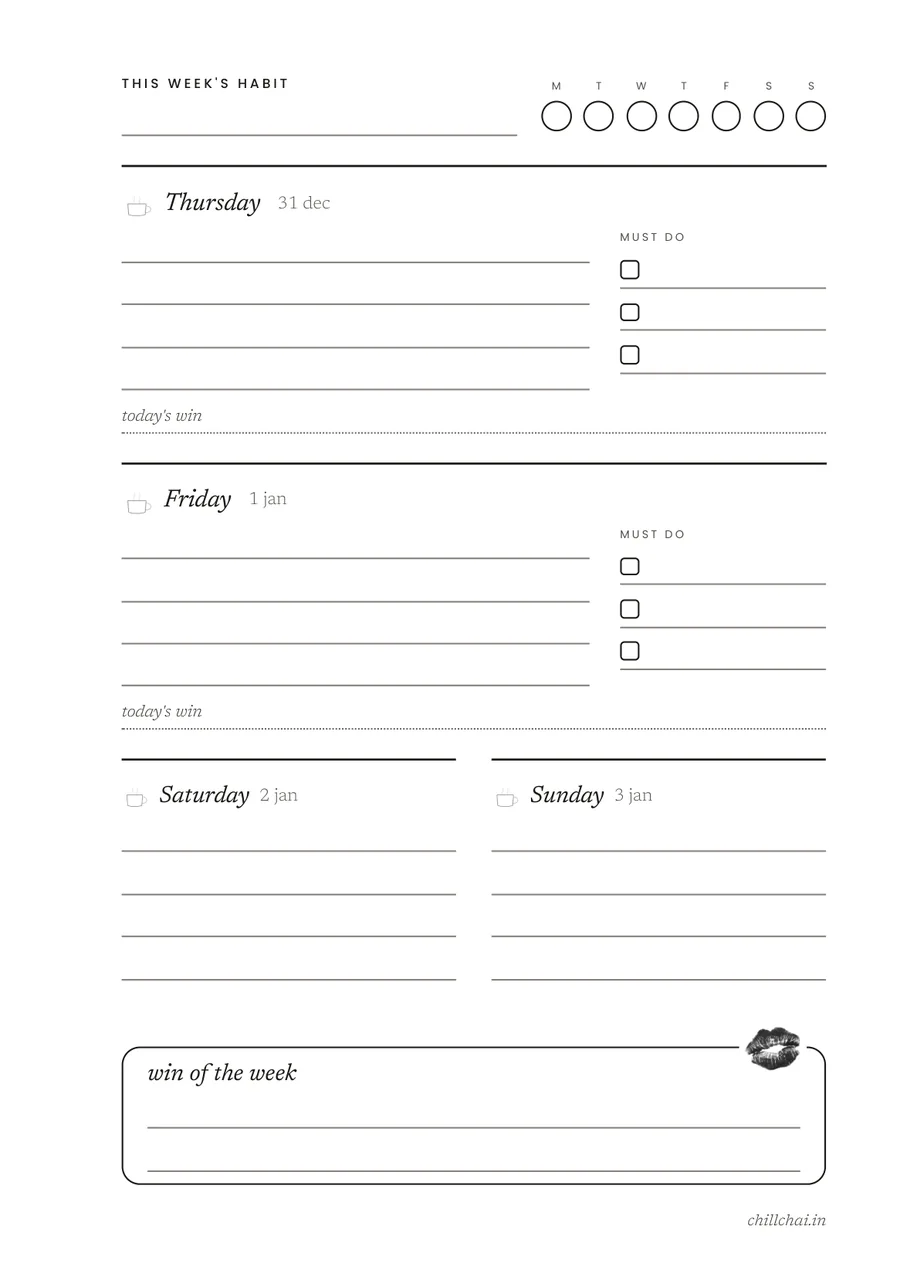 THIS WEEK'S HABIT
M T W T F S S
Thursday 31 dec
MUST DO
today's win
Friday 1 jan
MUST DO
today's win
Saturday 2 jan
Sunday 3 jan
win of the week
chillchai.in